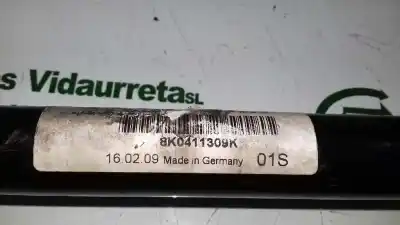 s Vidaurreta SL
8K0411309K
16.02.09 Made in Germany 01S